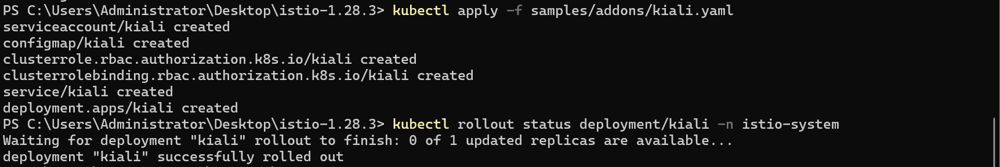 PS C:\Users\Administrator\Desktop\istio-1.28.3> kubectl apply -f samples/addons/kiali.yaml
serviceaccount/kiali created
configmap/kiali created
clusterrole.rbac.authorization.k8s.io/kiali created
clusterrolebinding.rbac.authorization.k8s.io/kiali created
service/kiali created
deployment.apps/kiali created
PS C:\Users\Administrator\Desktop\istio-1.28.3> kubectl rollout status deployment/kiali -n istio-system
Waiting for deployment "kiali" rollout to finish: 0 of 1 updated replicas are available...
deployment "kiali" successfully rolled out